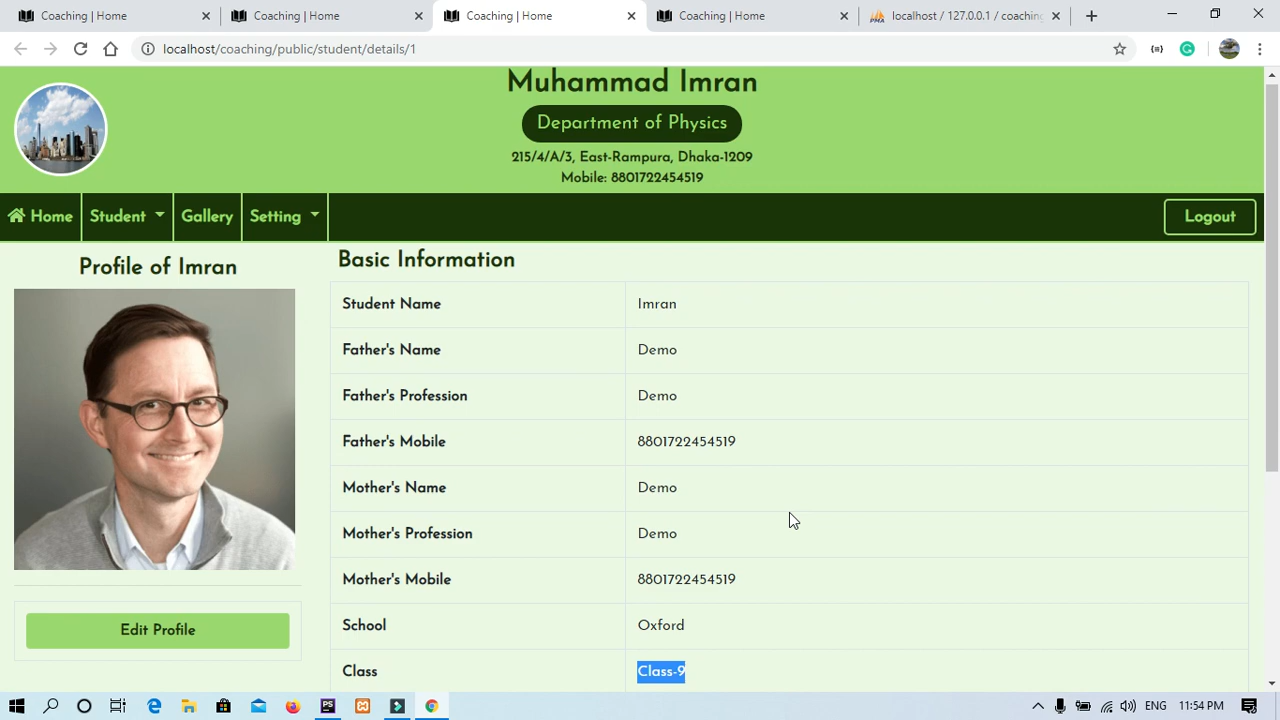 Coaching | Home
Coaching | Home
Coaching | Home
Coaching | Home
localhost / 127.0.0.1 / coaching
localhost/coaching/public/student/details/1
Muhammad Imran
Department of Physics
215/4/A/3, East-Rampura, Dhaka-1209
Mobile: 8801722454519
Home Student Gallery Setting Logout
Profile of Imran
Basic Information
Student Name Imran
Father's Name Demo
Father's Profession Demo
Father's Mobile 8801722454519
Mother's Name Demo
Mother's Profession Demo
Mother's Mobile 8801722454519
School Oxford
Edit Profile
Class Class-9
ENG 11:54 PM